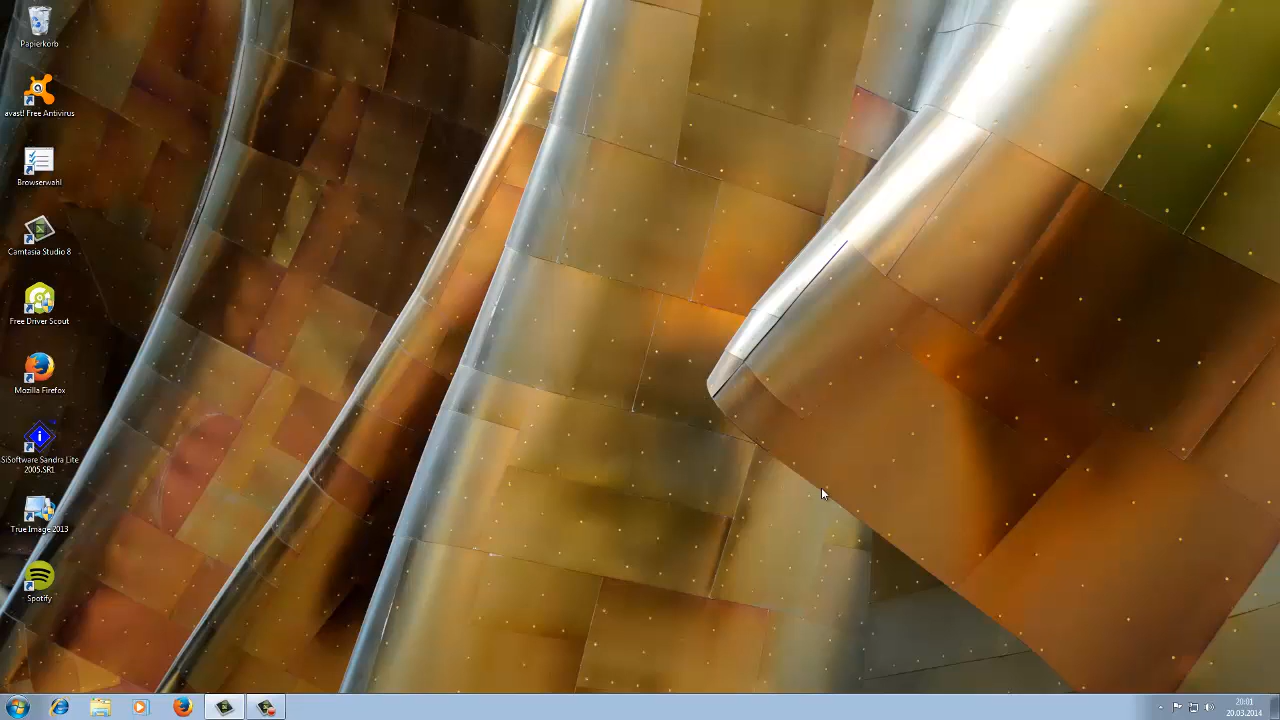 Papierkorb
avast! Free Antivirus
Browserwahl
Camtasia Studio 8
Free Driver Scout
Mozilla Firefox
SiSoftware Sandra Lite
2005.SR1
True Image 2013
Spotify
20:01
20.03.2014